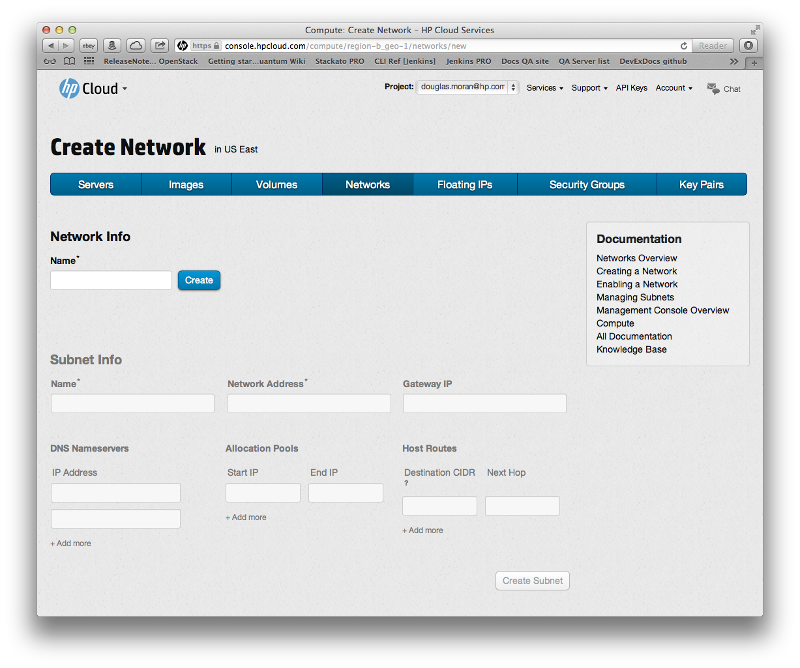 Compute: Create Network – HP Cloud Services
ebay
https console.hpcloud.com/compute/region-b_geo-1/networks/new
Reader
ReleaseNote... OpenStack Getting star...uantum Wiki Stackato PRO CLI Ref [Jenkins] Jenkins PRO Docs QA site QA Server list DevExDocs github
hp Cloud
Project: douglas.moran@hp.com Services Support API Keys Account Chat
Create Network in US East
Servers Images Volumes Networks Floating IPs Security Groups Key Pairs
Network Info
Name*
Create
Documentation
Networks Overview
Creating a Network
Enabling a Network
Managing Subnets
Management Console Overview
Compute
All Documentation
Knowledge Base
Subnet Info
Name* Network Address* Gateway IP
DNS Nameservers Allocation Pools Host Routes
IP Address Start IP End IP Destination CIDR Next Hop
?
+ Add more
+ Add more
+ Add more
Create Subnet